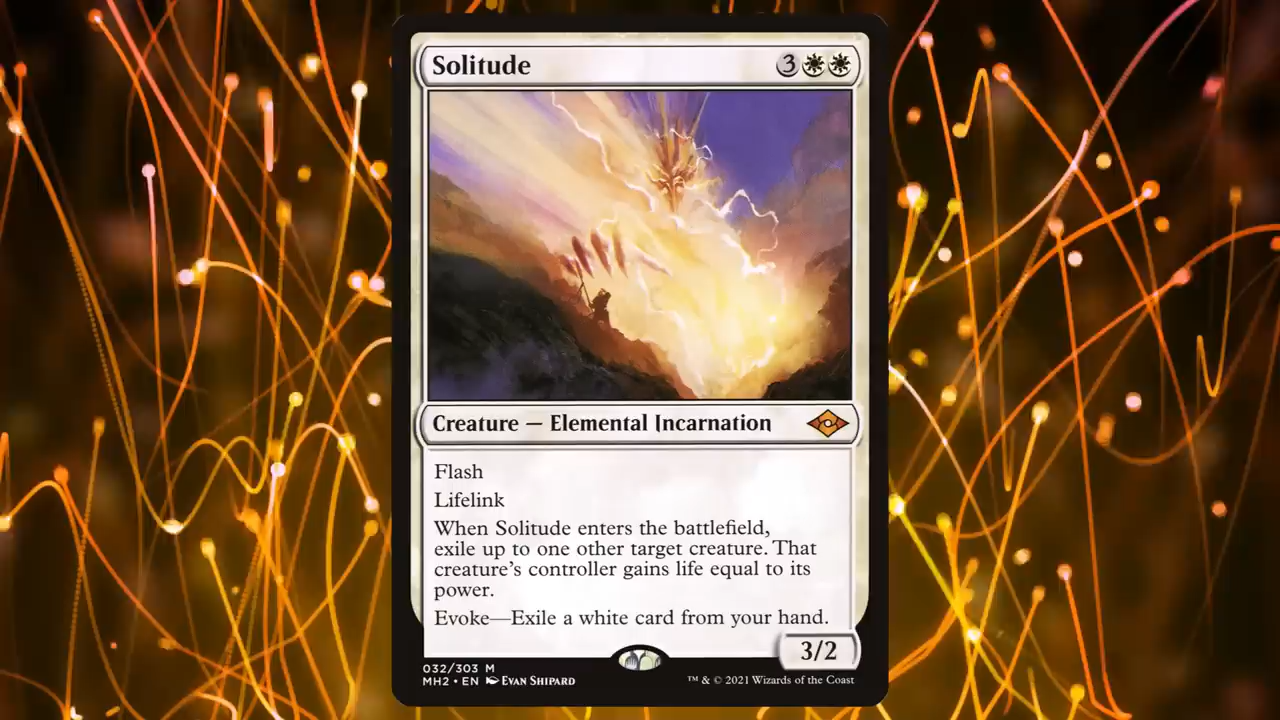 Solitude 3
Creature — Elemental Incarnation
Flash
Lifelink
When Solitude enters the battlefield,
exile up to one other target creature. That
creature's controller gains life equal to its
power.
Evoke—Exile a white card from your hand.
3/2
032/303 M
MH2 • EN Evan Shipard
™ & © 2021 Wizards of the Coast